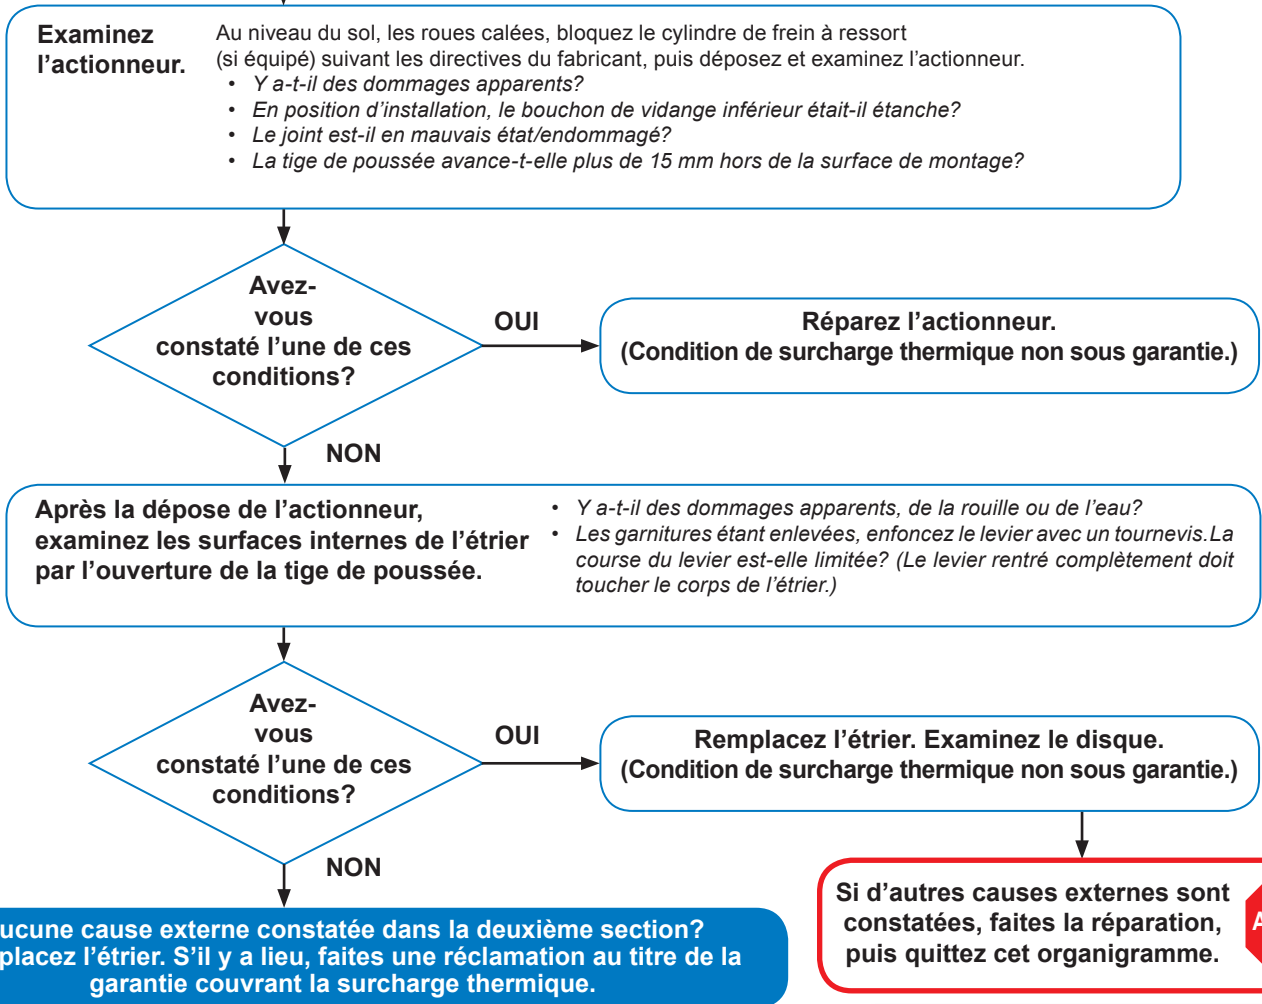 Examinez
l’actionneur.
Au niveau du sol, les roues calées, bloquez le cylindre de frein à ressort
(si équipé) suivant les directives du fabricant, puis déposez et examinez l’actionneur.
• Y a-t-il des dommages apparents?
• En position d’installation, le bouchon de vidange inférieur était-il étanche?
• Le joint est-il en mauvais état/endommagé?
• La tige de poussée avance-t-elle plus de 15 mm hors de la surface de montage?
Avez-
vous
constaté l’une de ces
conditions?
OUI
Réparez l’actionneur.
(Condition de surcharge thermique non sous garantie.)
NON
Après la dépose de l’actionneur,
examinez les surfaces internes de l’étrier
par l’ouverture de la tige de poussée.
• Y a-t-il des dommages apparents, de la rouille ou de l’eau?
• Les garnitures étant enlevées, enfoncez le levier avec un tournevis.La
course du levier est-elle limitée? (Le levier rentré complètement doit
toucher le corps de l’étrier.)
Avez-
vous
constaté l’une de ces
conditions?
OUI
Remplacez l’étrier. Examinez le disque.
(Condition de surcharge thermique non sous garantie.)
NON
Si d’autres causes externes sont
constatées, faites la réparation,
puis quittez cet organigramme.
A
ucune cause externe constatée dans la deuxième section?
placez l’étrier. S’il y a lieu, faites une réclamation au titre de la
garantie couvrant la surcharge thermique.